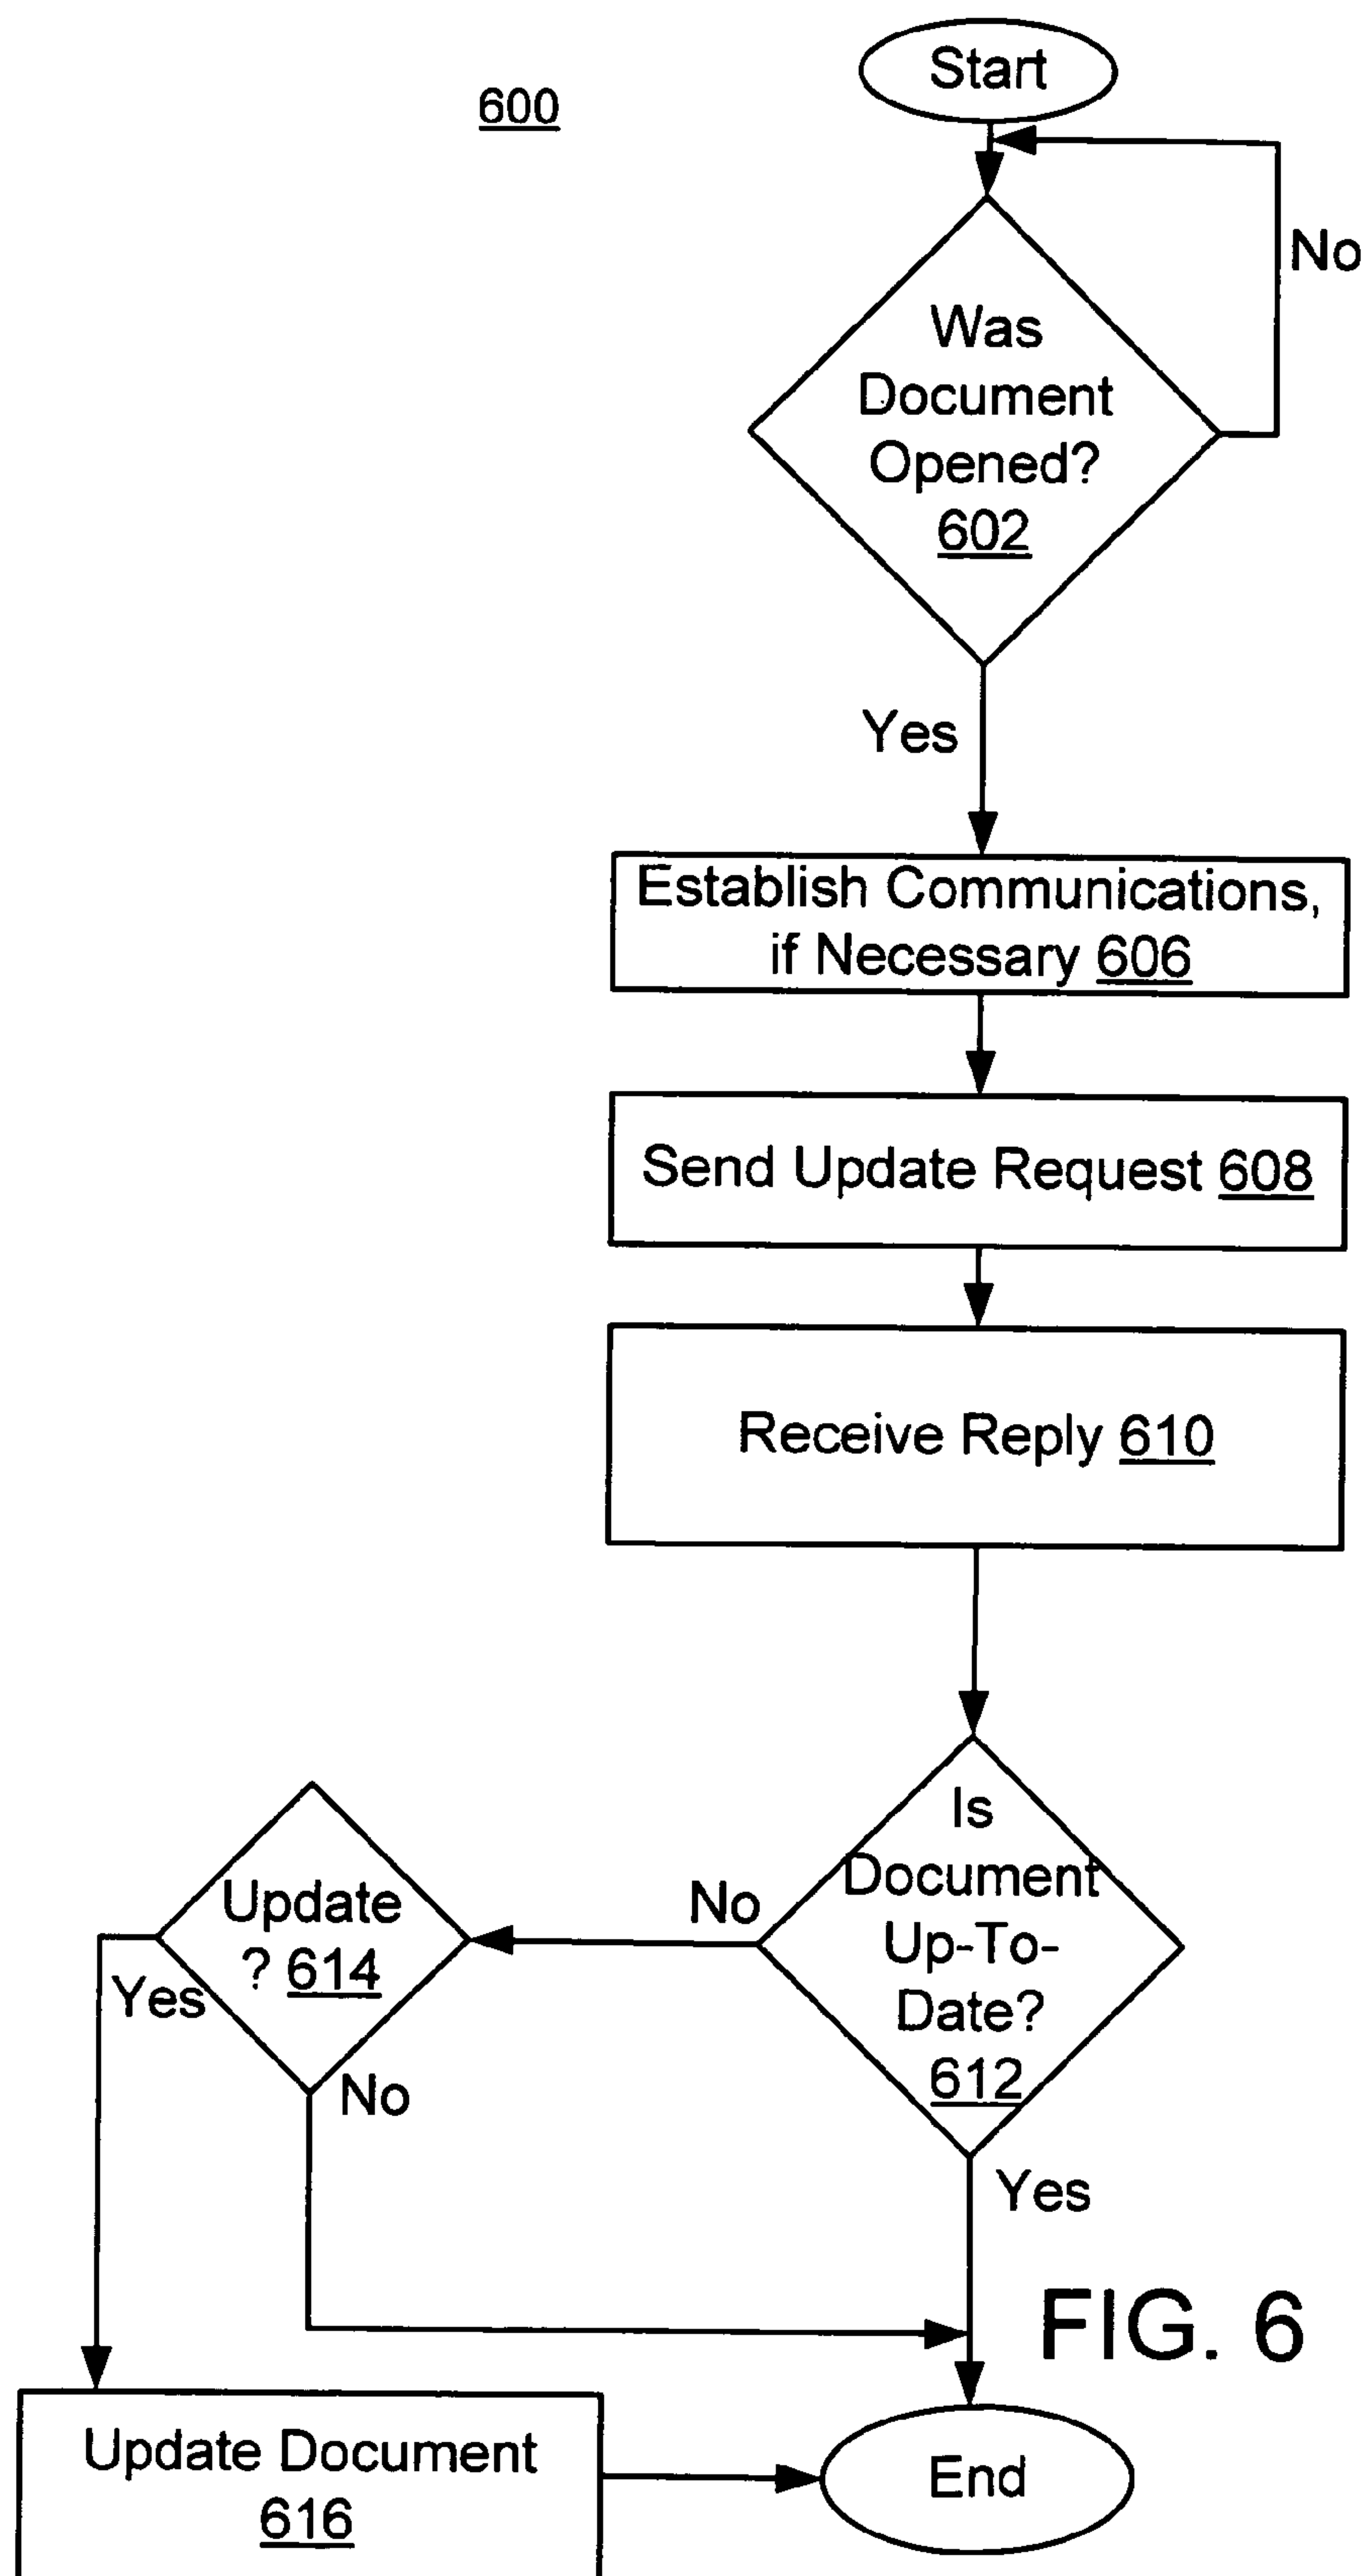 Start
600
No
Was
Document
Opened?
602
Yes
Establish Communications,
if Necessary 606
Send Update Request 608
Receive Reply 610
Is
Document
Up-To-
Date?
612
No
Update
? 614
Yes
No
Yes
FIG. 6
Update Document
616
End